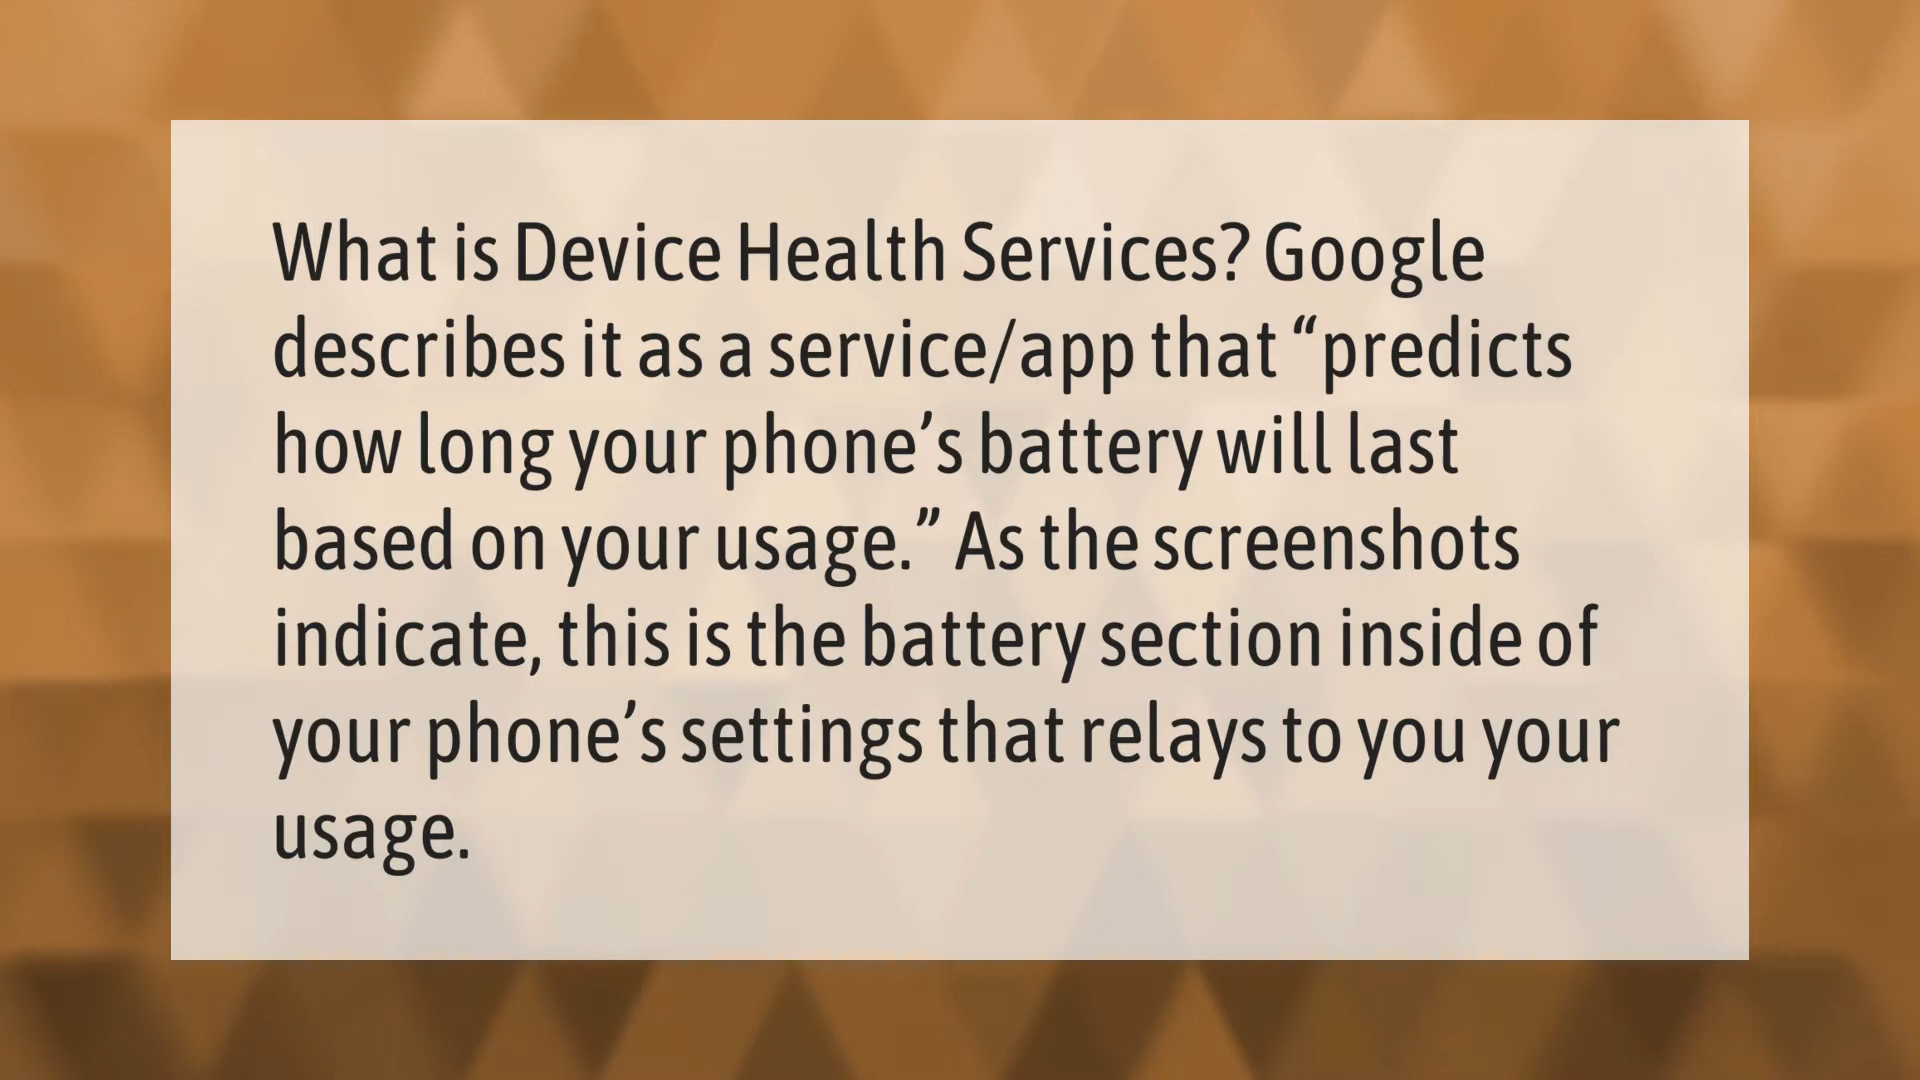 What is Device Health Services? Google
describes it as a service/app that “predicts
how long your phone’s battery will last
based on your usage.” As the screenshots
indicate, this is the battery section inside of
your phone’s settings that relays to you your
usage.